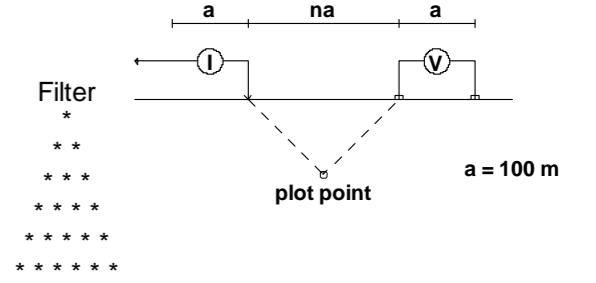 a na a
I V
Filter
*
* *
* * *
* * * *
* * * * *
* * * * * *
plot point
a = 100 m